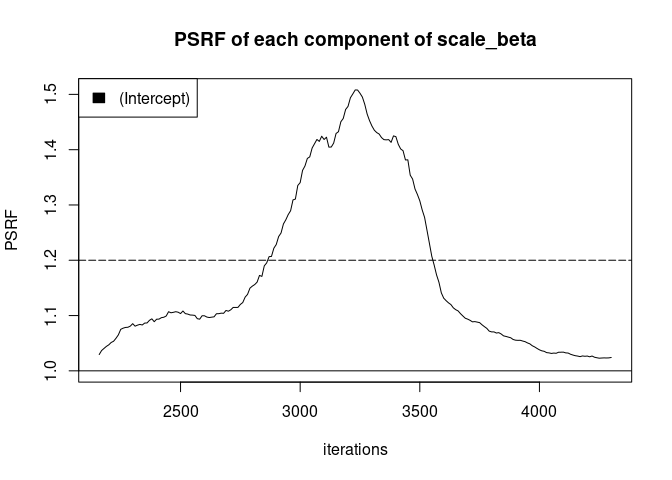 PSRF of each component of scale_beta
(Intercept)
PSRF
1.5
1.4
1.3
1.2
1.1
1.0
2500 3000 3500 4000
iterations